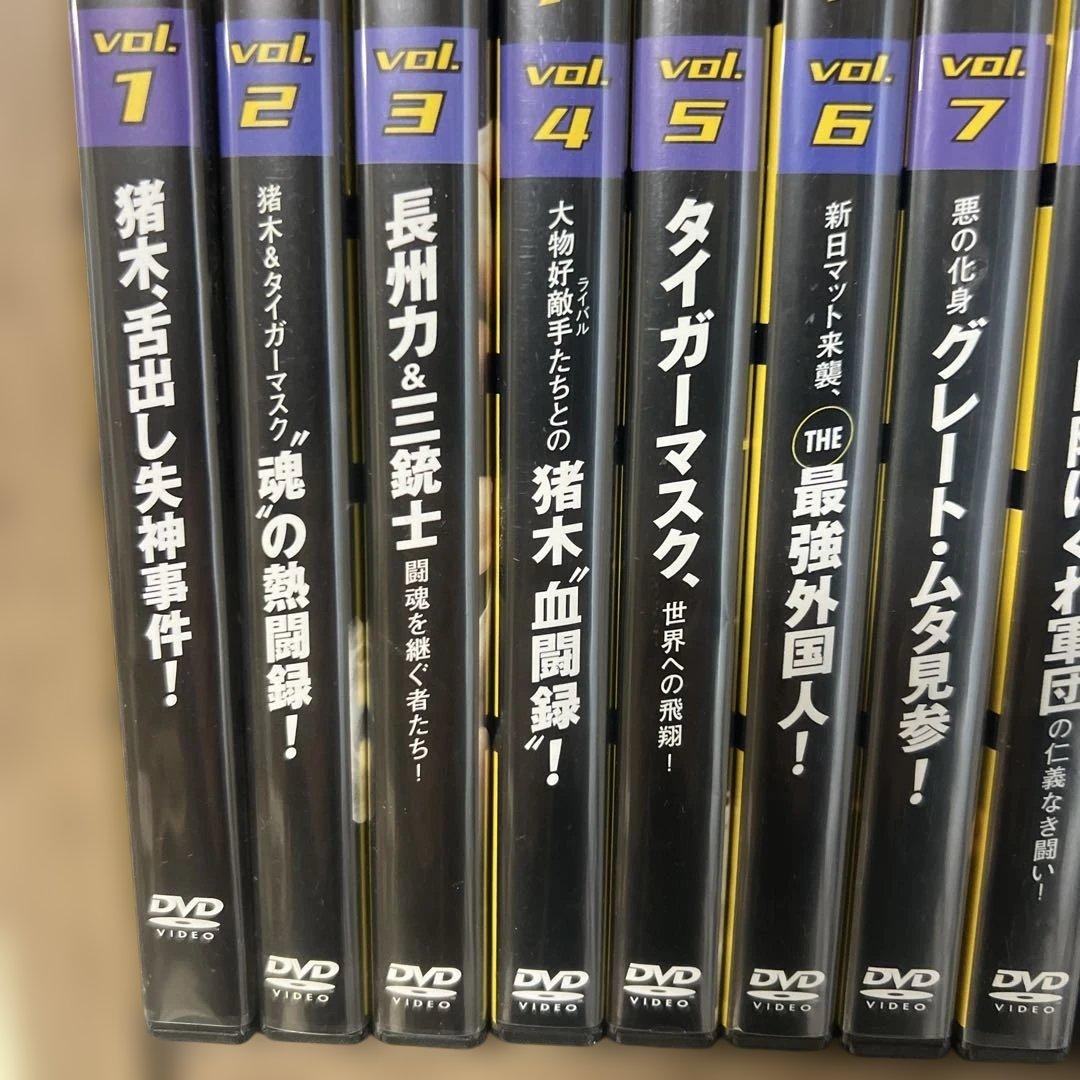 vol.
1
猪木、舌出し失神事件！
DVD
VIDEO
vol.
2
猪木&タイガーマスク
〝魂〟の熱闘録！
DVD
VIDEO
vol.
3
長州力&三銃士
闘魂を継ぐ者たち！
DVD
VIDEO
vol.
4
大物好敵手たちとの
ライバル
猪木〝血闘録〟！
DVD
VIDEO
vol.
5
タイガーマスク、
世界への飛翔！
DVD
VIDEO
vol.
6
新日マット来襲、
THE
最強外国人！
DVD
VIDEO
vol.
7
悪の化身
グレート・ムタ見参！
DVD
VIDEO
はぐれ軍団
の仁義なき闘い！
DVD
VIDEO